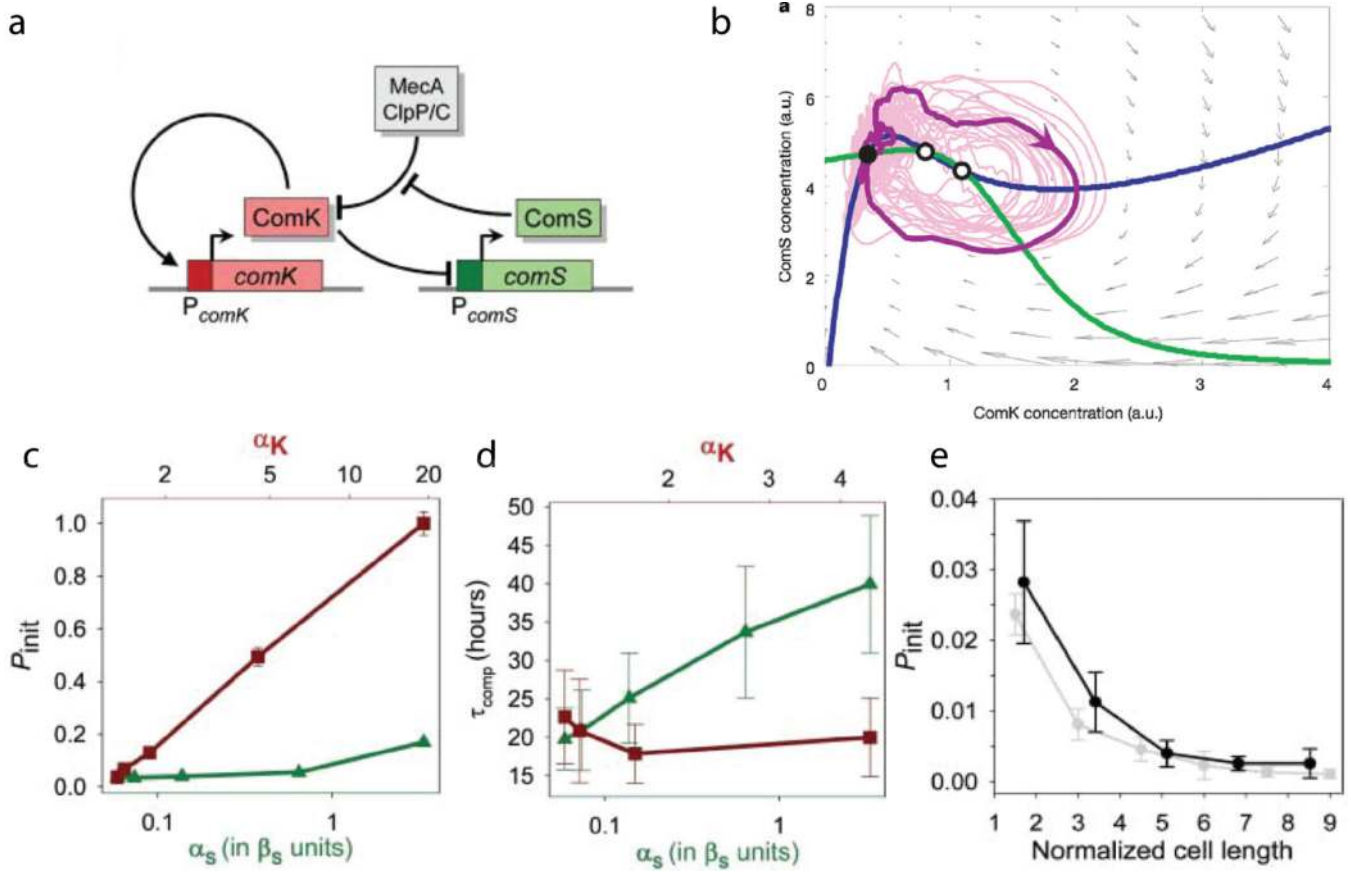 a
MecA
ClpP/C
ComK
ComS
comK
comS
PcomK
PcomS
b
a
ComS concentration (a.u.)
8
6
4
2
0
0 1 2 3 4
ComK concentration (a.u.)
c
αK
2 5 10 20
Pinit
1.0
0.8
0.6
0.4
0.2
0.0
0.1 1
αs (in βs units)
d
αK
2 3 4
τcomp (hours)
50
45
40
35
30
25
20
15
0.1 1
αs (in βs units)
e
Pinit
0.04
0.03
0.02
0.01
0.00
1 2 3 4 5 6 7 8 9
Normalized cell length